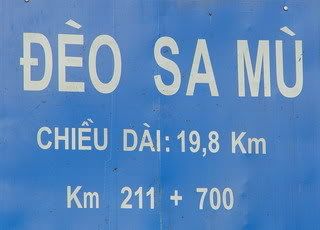 ĐÈO SA MÙ
CHIỀU DÀI: 19,8 Km
Km 211 + 700